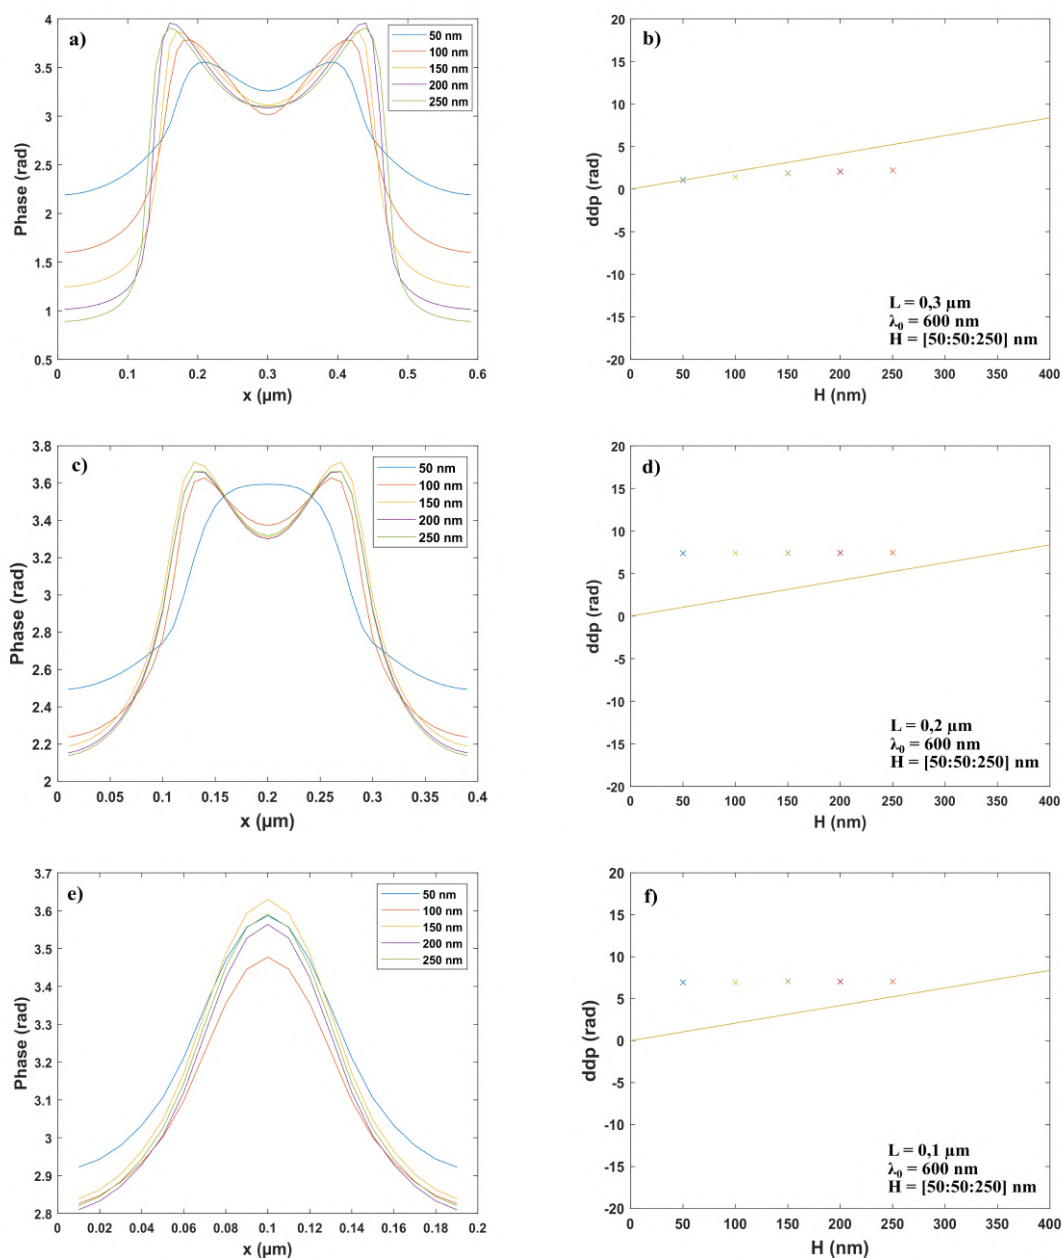 a)
4
3.5
3
2.5
2
1.5
1
0.5
Phase (rad)
50 nm
100 nm
150 nm
200 nm
250 nm
0 0.1 0.2 0.3 0.4 0.5 0.6
x (µm)
b)
20
15
10
5
0
-5
-10
-15
-20
ddp (rad)
L = 0,3 µm
λ₀ = 600 nm
H = [50:50:250] nm
0 50 100 150 200 250 300 350 400
H (nm)
c)
3.8
3.6
3.4
3.2
3
2.8
2.6
2.4
2.2
2
Phase (rad)
50 nm
100 nm
150 nm
200 nm
250 nm
0 0.05 0.1 0.15 0.2 0.25 0.3 0.35 0.4
x (µm)
d)
20
15
10
5
0
-5
-10
-15
-20
ddp (rad)
L = 0,2 µm
λ₀ = 600 nm
H = [50:50:250] nm
0 50 100 150 200 250 300 350 400
H (nm)
e)
3.7
3.6
3.5
3.4
3.3
3.2
3.1
3
2.9
2.8
Phase (rad)
50 nm
100 nm
150 nm
200 nm
250 nm
0 0.02 0.04 0.06 0.08 0.1 0.12 0.14 0.16 0.18 0.2
x (µm)
f)
20
15
10
5
0
-5
-10
-15
-20
ddp (rad)
L = 0,1 µm
λ₀ = 600 nm
H = [50:50:250] nm
0 50 100 150 200 250 300 350 400
H (nm)